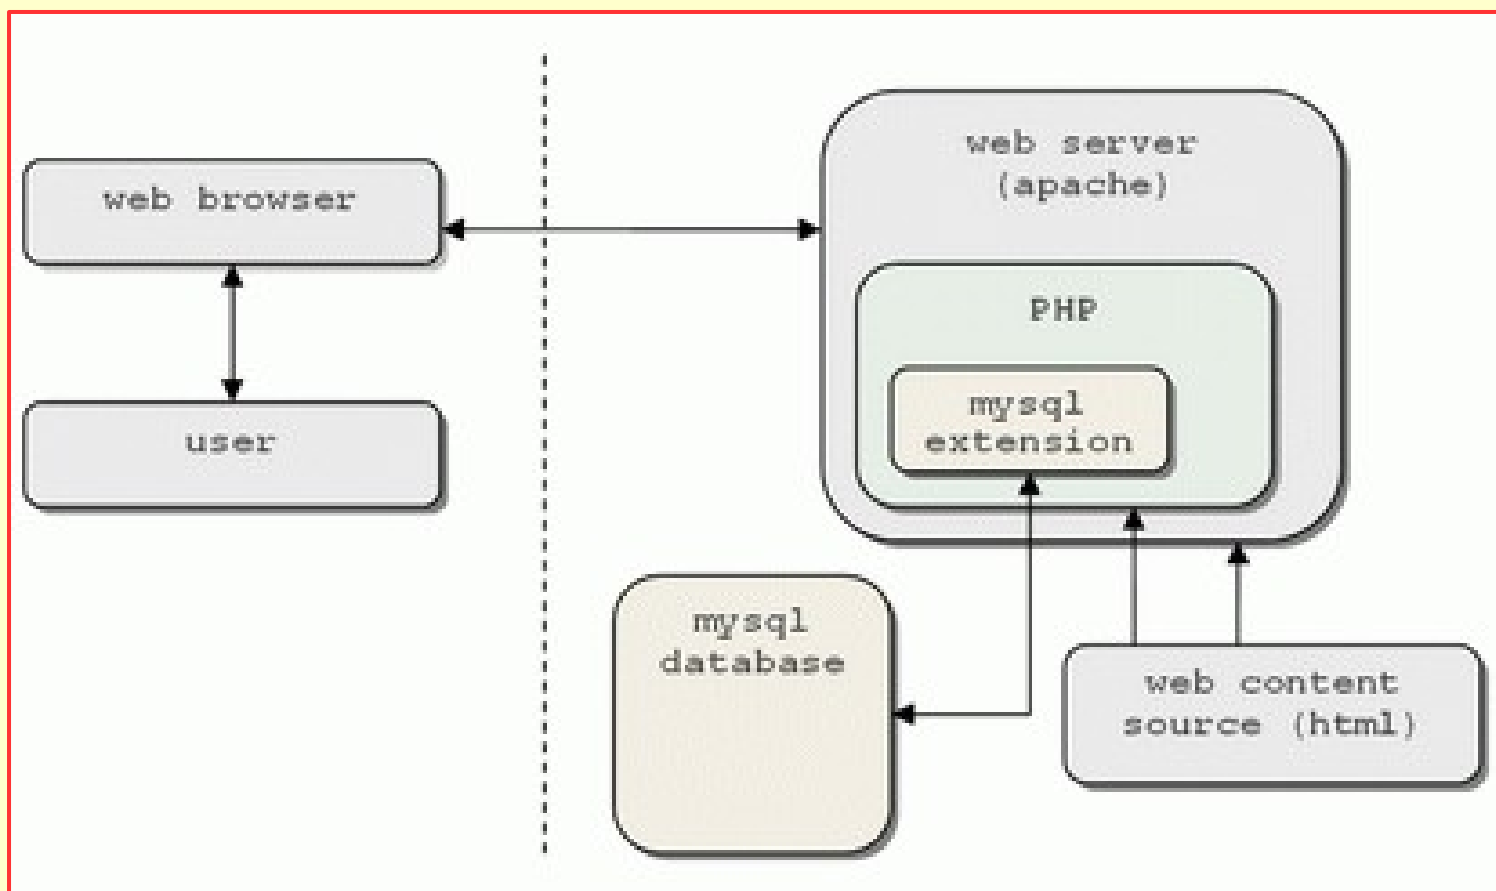 web browser
user
web server
(apache)
PHP
mysql
extension
mysql
database
web content
source (html)